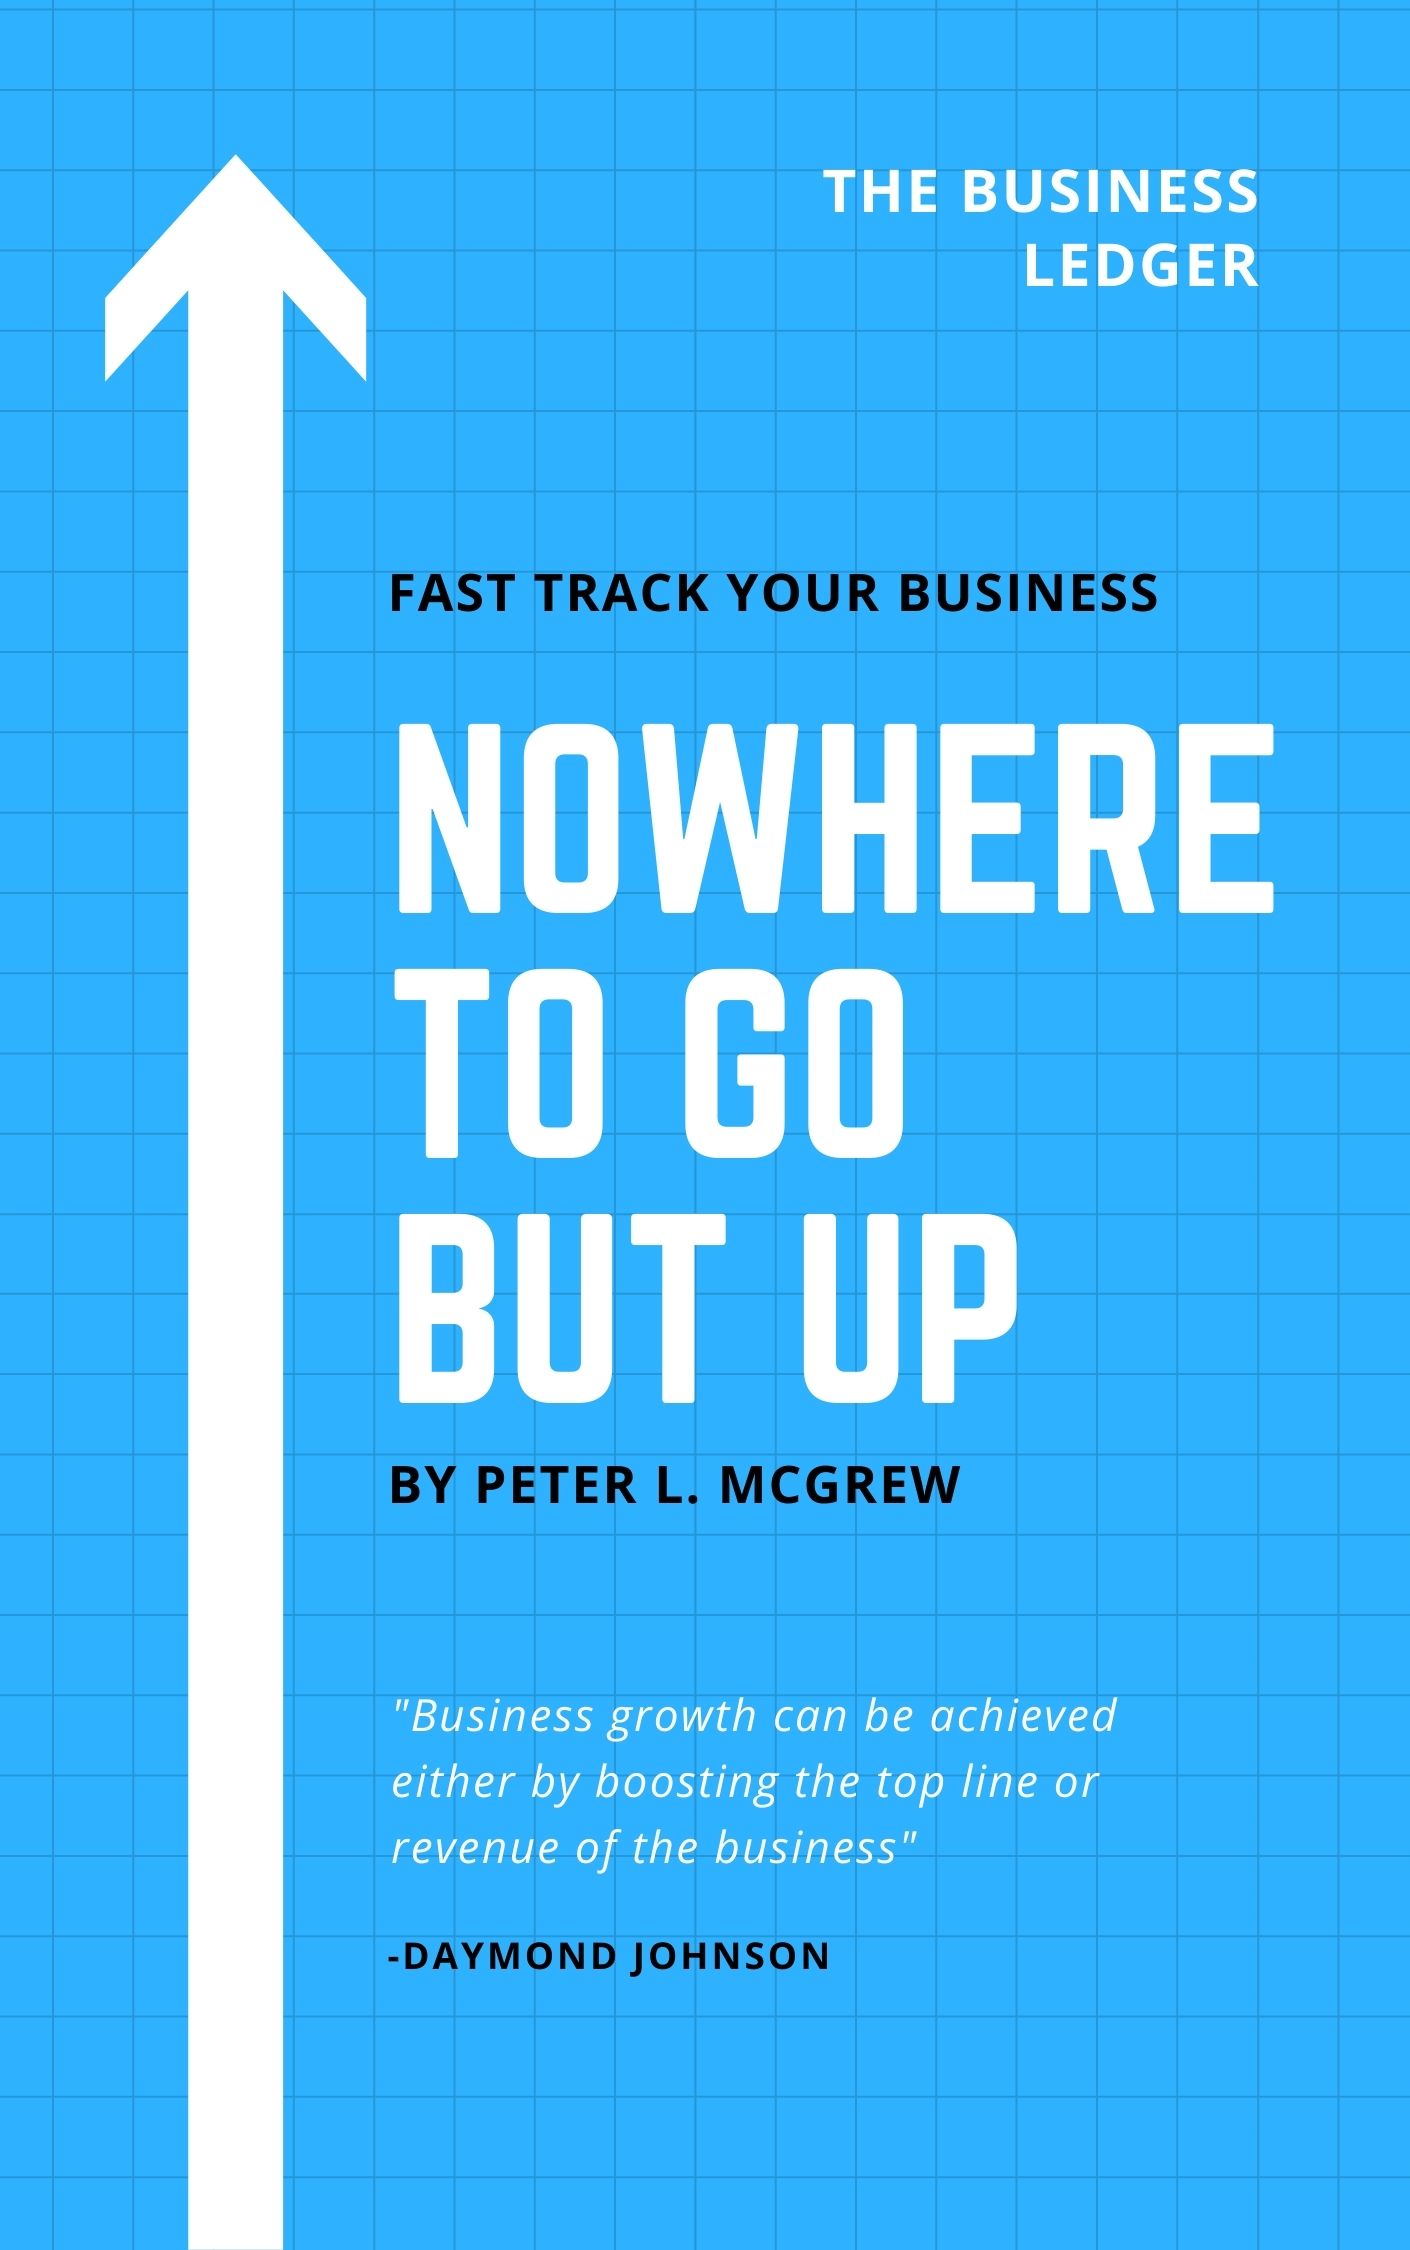 THE BUSINESS
LEDGER
FAST TRACK YOUR BUSINESS
NOWHERE
TO GO
BUT UP
BY PETER L. MCGREW
"Business growth can be achieved
either by boosting the top line or
revenue of the business"
-DAYMOND JOHNSON